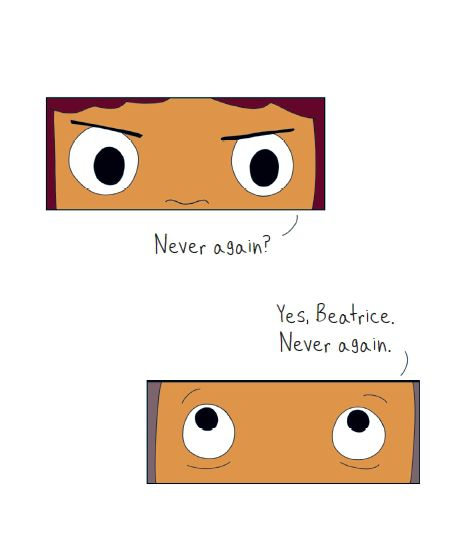 Never again?
Yes, Beatrice.
Never again.